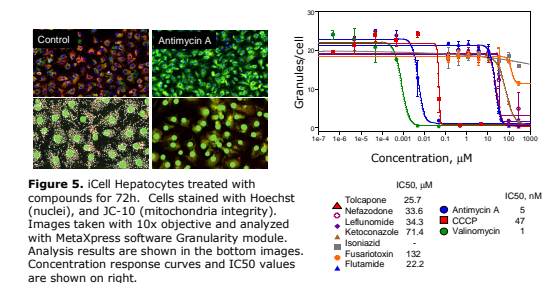 Control
Antimycin A
Granules/cell
30
20
10
0
1e-7 1e-6 1e-5 1e-4 0.001 0.01 0.1 1 10 100 300 1000
Concentration, µM
Figure 5. iCell Hepatocytes treated with
compounds for 72h. Cells stained with Hoechst
(nuclei), and JC-10 (mitochondria integrity).
Images taken with 10x objective and analyzed
with MetaXpress software Granularity module.
Analysis results are shown in the bottom images.
Concentration response curves and IC50 values
are shown on right.
IC50, µM
Tolcapone 25.7
Nefazodone 33.6
Leflunomide 34.3
Ketoconazole 71.4
Isoniazid -
Fusariotoxin 132
Flutamide 22.2
IC50, nM
Antimycin A 5
CCCP 47
Valinomycin 1